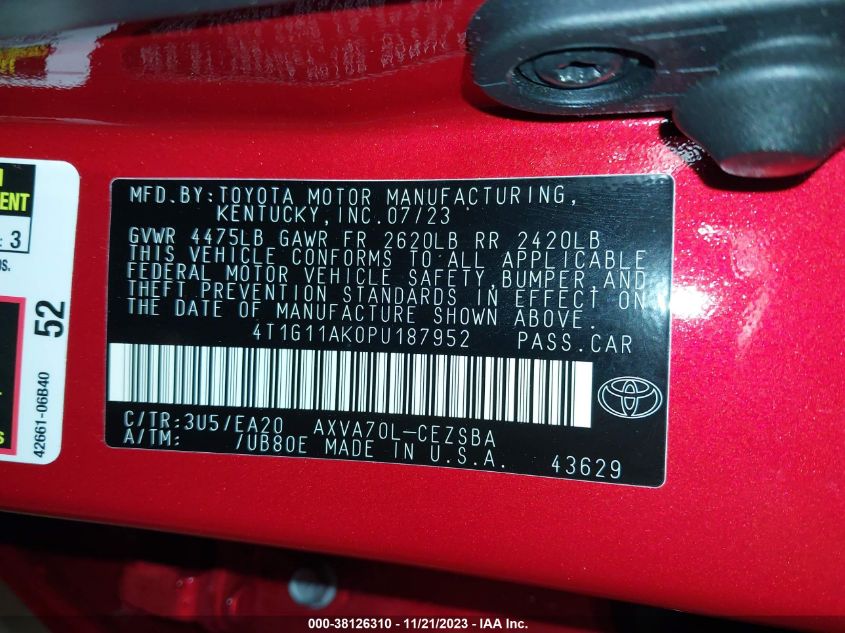 MFD.BY:TOYOTA MOTOR MANUFACTURING,
KENTUCKY,INC.07/23
GVWR 4475LB GAWR FR 2620LB RR 2420LB
THIS VEHICLE CONFORMS TO ALL APPLICABLE
FEDERAL MOTOR VEHICLE SAFETY,BUMPER,AND
THEFT PREVENTION STANDARDS IN EFFECT ON
THE DATE OF MANUFACTURE SHOWN ABOVE.
4T1G11AK0PU187952 PASS.CAR
C/TR:3U5/EA20 AXVA70L-CEZSBA
A/TM: /UB80E MADE IN U.S.A. 43629
: 3
52
42661-06B40
000-38126310 - 11/21/2023 - IAA Inc.